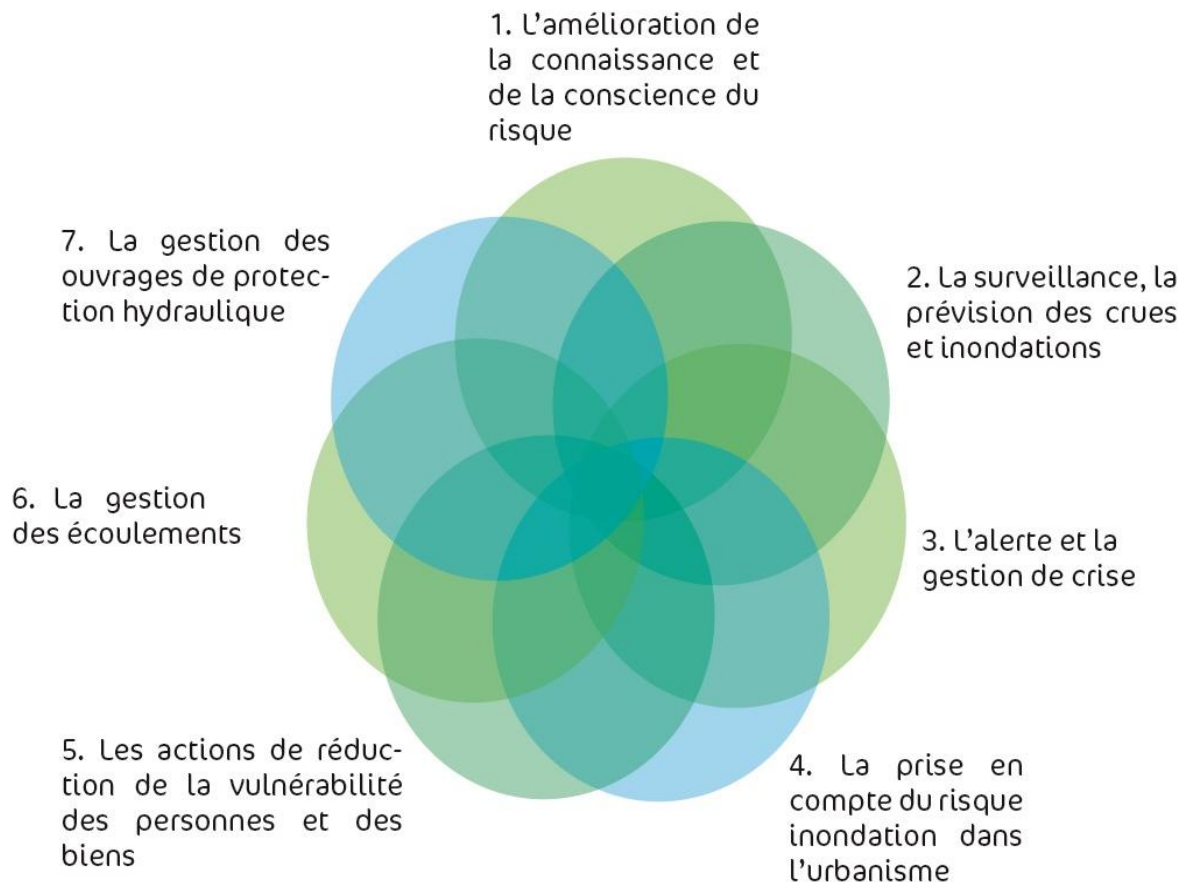 1. L'amélioration de
la connaissance et
de la conscience du
risque
2. La surveillance, la
prévision des crues
et inondations
3. L'alerte et la
gestion de crise
4. La prise en
compte du risque
inondation dans
l'urbanisme
5. Les actions de réduc-
tion de la vulnérabilité
des personnes et des
biens
6. La gestion
des écoulements
7. La gestion des
ouvrages de protec-
tion hydraulique